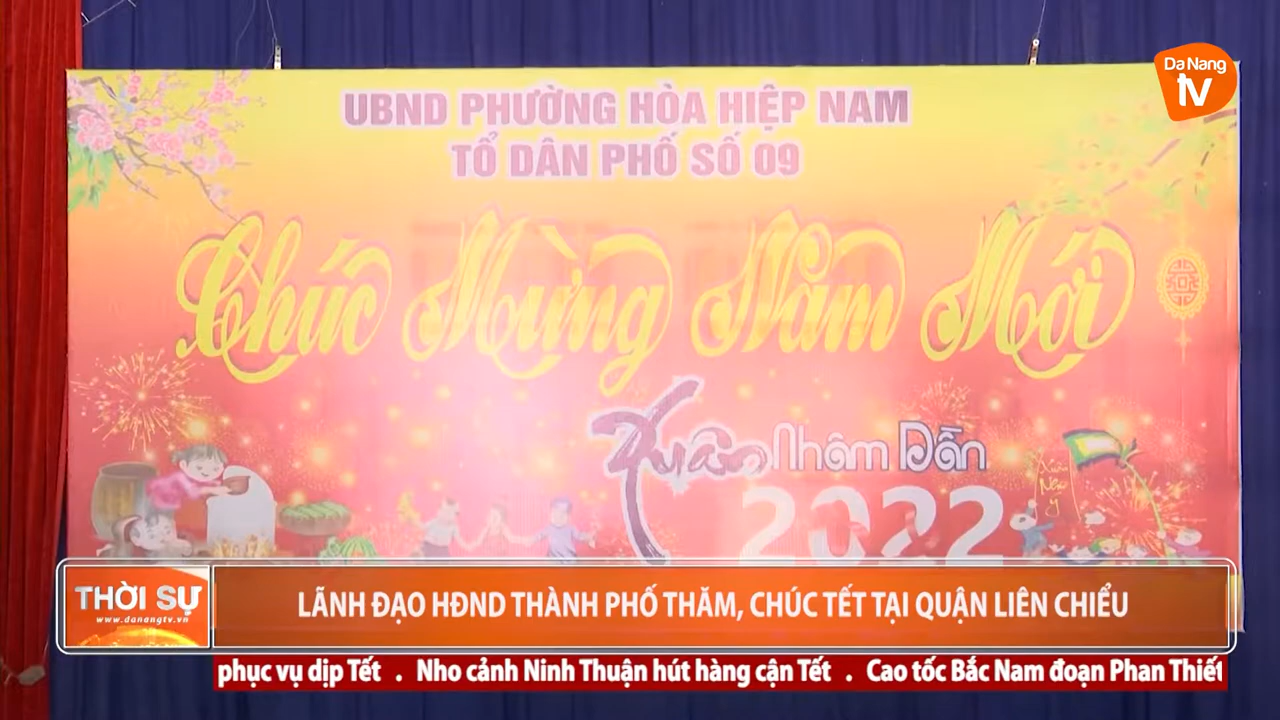 Da Nang
tv
UBND PHƯỜNG HÒA HIỆP NAM
TỔ DÂN PHỐ SỐ 09
Chúc Mừng Năm Mới
Xuân Nhâm Dần
2022
THỜI SỰ
www.danangtv.vn
LÃNH ĐẠO HĐND THÀNH PHỐ THĂM, CHÚC TẾT TẠI QUẬN LIÊN CHIỂU
phục vụ dịp Tết . Nho cảnh Ninh Thuận hút hàng cận Tết . Cao tốc Bắc Nam đoạn Phan Thiết